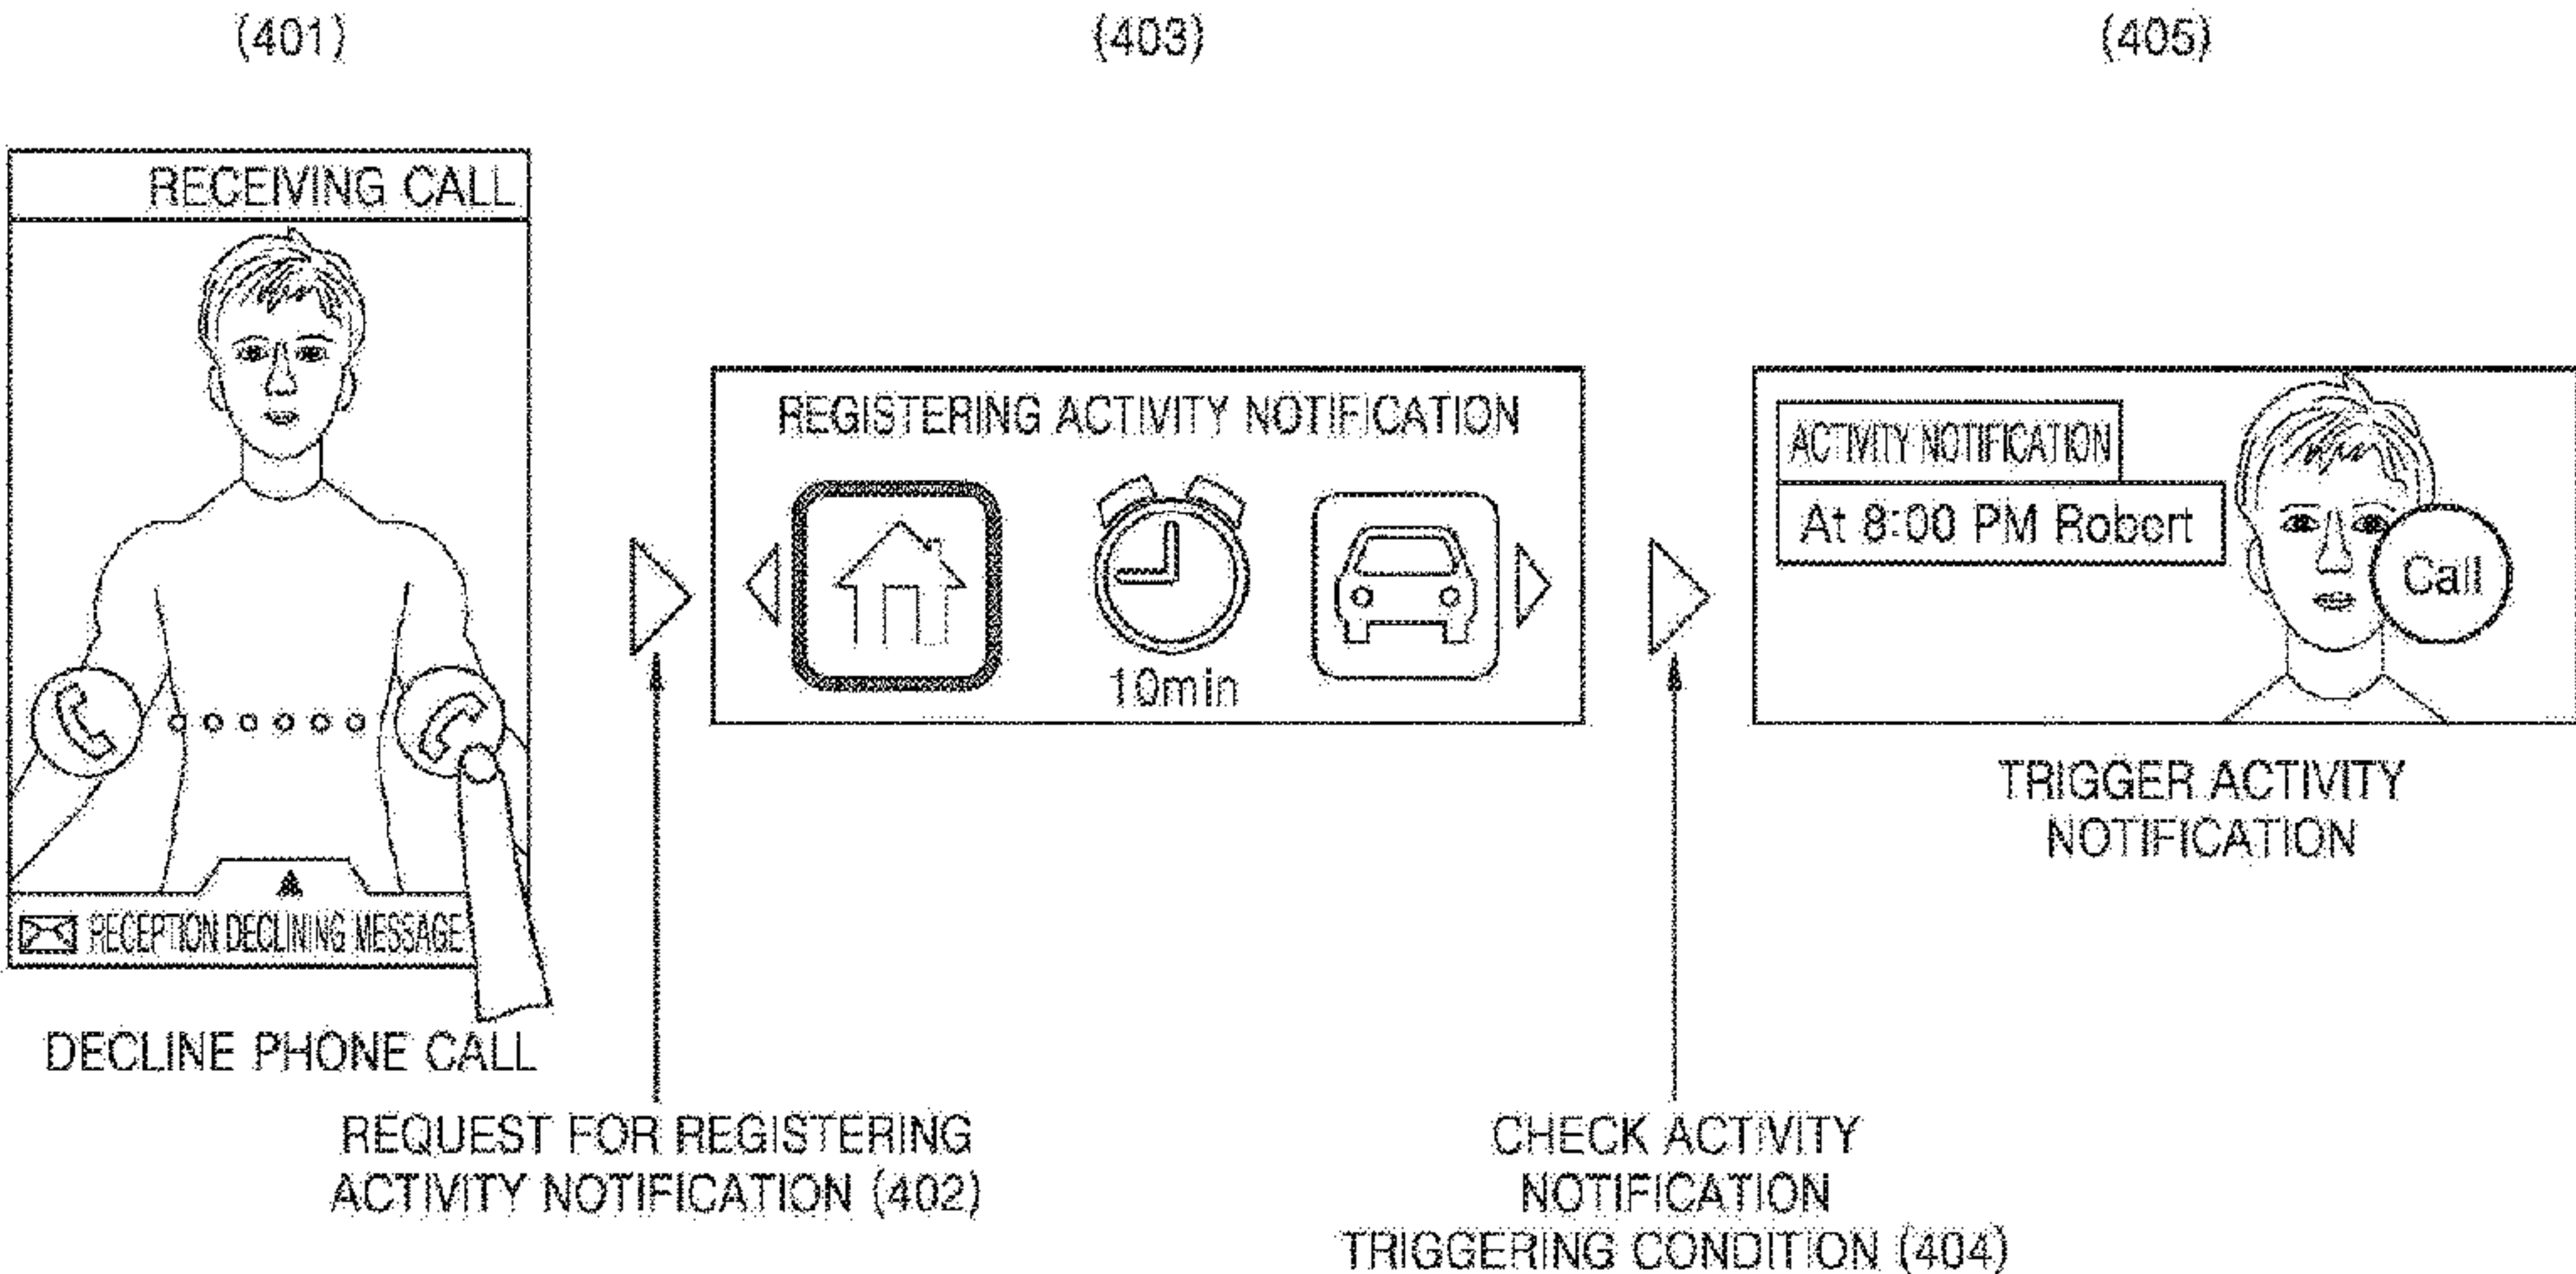 (401)
(403)
(405)
RECEIVING CALL
RECEPTION DECLINING MESSAGE
DECLINE PHONE CALL
REQUEST FOR REGISTERING
ACTIVITY NOTIFICATION (402)
REGISTERING ACTIVITY NOTIFICATION
10min
CHECK ACTIVITY
NOTIFICATION
TRIGGERING CONDITION (404)
ACTIVITY NOTIFICATION
At 8:00 PM Robert
Call
TRIGGER ACTIVITY
NOTIFICATION